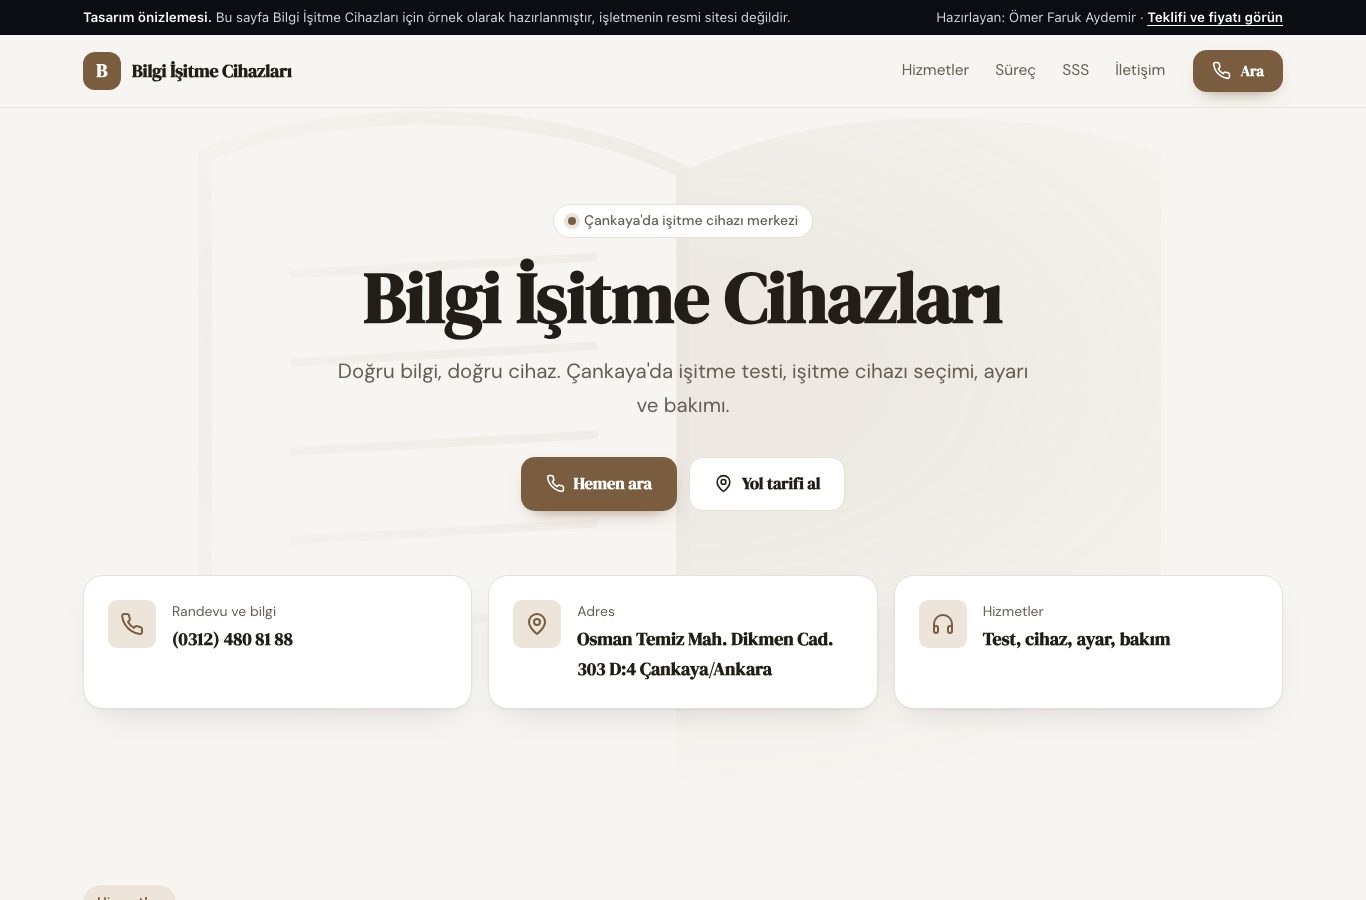 Tasarım önizlemesi. Bu sayfa Bilgi İşitme Cihazları için örnek olarak hazırlanmıştır, işletmenin resmi sitesi değildir.
Hazırlayan: Ömer Faruk Aydemir · Teklifi ve fiyatı görün
B Bilgi İşitme Cihazları
Hizmetler Süreç SSS İletişim Ara
Çankaya'da işitme cihazı merkezi
Bilgi İşitme Cihazları
Doğru bilgi, doğru cihaz. Çankaya'da işitme testi, işitme cihazı seçimi, ayarı
ve bakımı.
Hemen ara
Yol tarifi al
Randevu ve bilgi
(0312) 480 81 88
Adres
Osman Temiz Mah. Dikmen Cad.
303 D:4 Çankaya/Ankara
Hizmetler
Test, cihaz, ayar, bakım